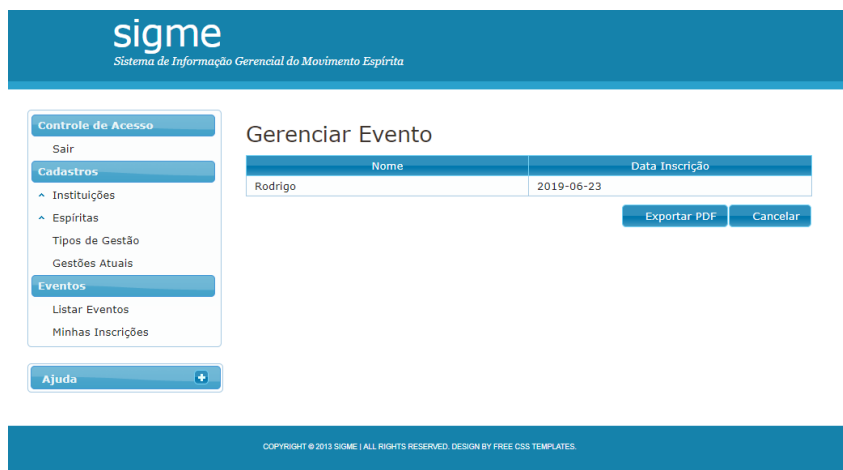 sigme
Sistema de Informação Gerencial do Movimento Espírita
Controle de Acesso
Sair
Cadastros
Instituições
Espíritas
Tipos de Gestão
Gestões Atuais
Eventos
Listar Eventos
Minhas Inscrições
Ajuda
Gerenciar Evento
Nome Data Inscrição
Rodrigo 2019-06-23
Exportar PDF Cancelar
COPYRIGHT © 2013 SIGME | ALL RIGHTS RESERVED. DESIGN BY FREE CSS TEMPLATES.